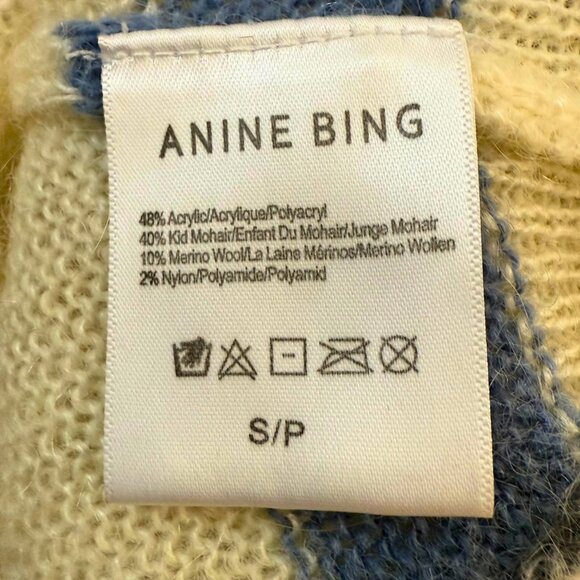 ANINE BING
48% Acrylic/Acrylique/Polyacryl
40% Kid Mohair/Enfant Du Mohair/Junge Mohair
10% Merino Wool/La Laine Mérinos/Merino Wollen
2% Nylon/Polyamide/Polyamid
S/P